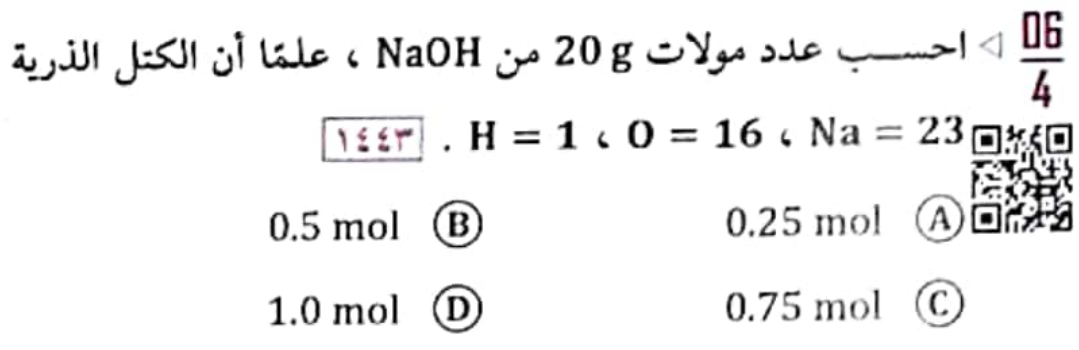 06/4 ◁ احسب عدد مولات 20 g من NaOH ، علمًا أن الكتل الذرية
Na = 23 ، O = 16 ، H = 1 . ١٤٤٣
A 0.25 mol B 0.5 mol
C 0.75 mol D 1.0 mol